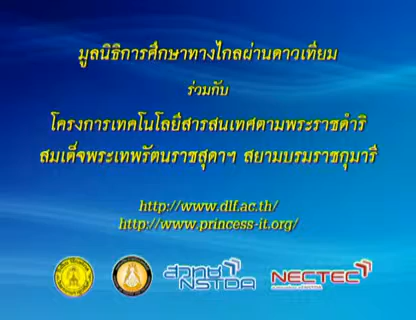 มูลนิธิการศึกษาทางไกลผ่านดาวเทียม
ร่วมกับ
โครงการเทคโนโลยีสารสนเทศตามพระราชดำริ
สมเด็จพระเทพรัตนราชสุดาฯ สยามบรมราชกุมารี
http://www.dlf.ac.th/
http://www.princess-it.org/
สวทช
NSTDA
NECTEC